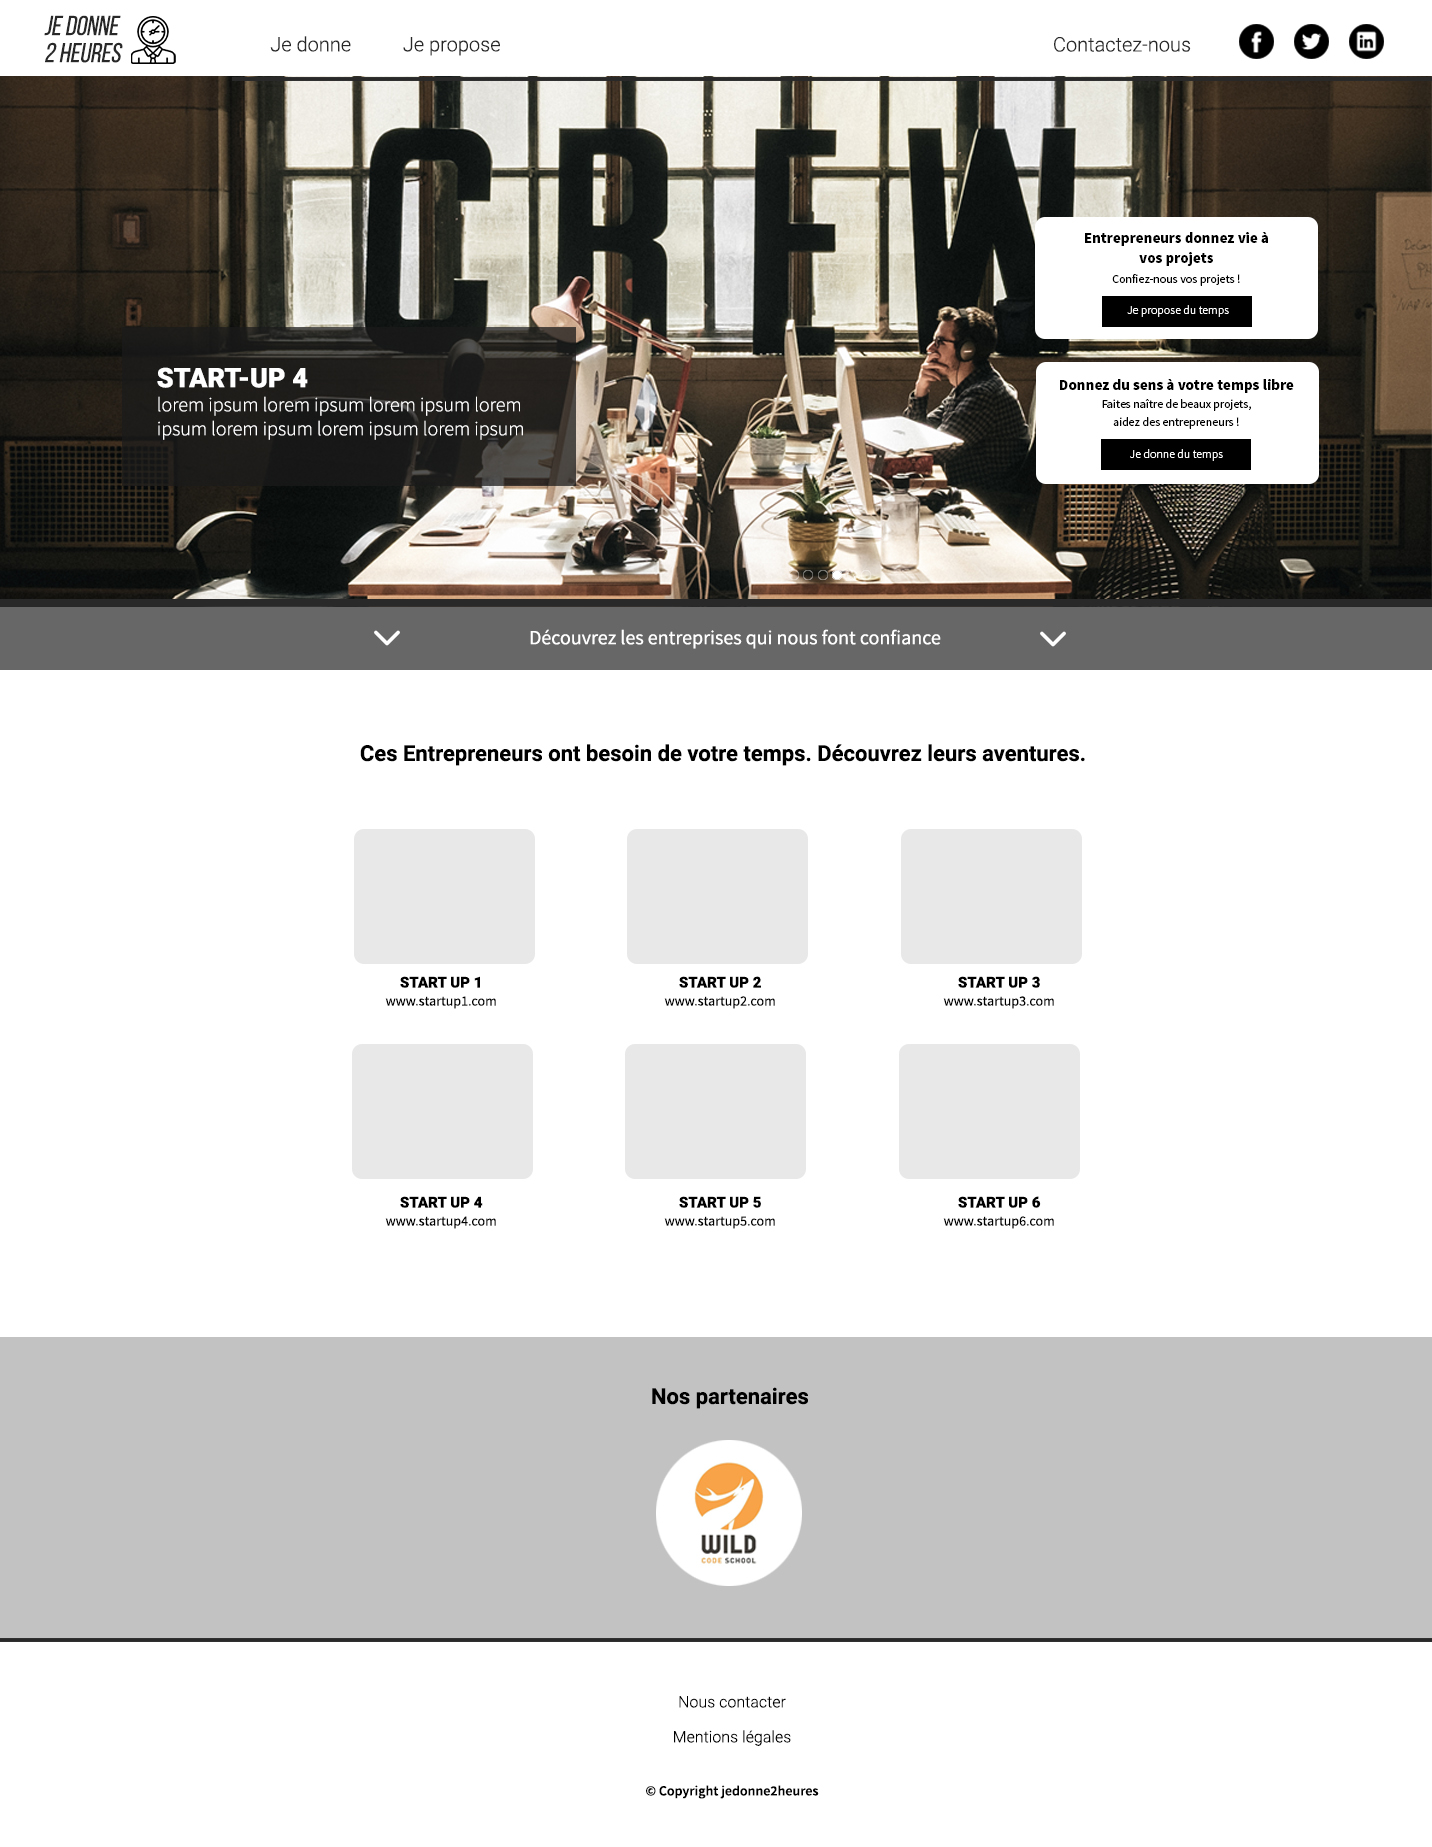 JE DONNE
2 HEURES
Je donne
Je propose
Contactez-nous
CREW
Entrepreneurs donnez vie à
vos projets
Confiez-nous vos projets !
Je propose du temps
START-UP 4
lorem ipsum lorem ipsum lorem ipsum lorem
ipsum lorem ipsum lorem ipsum lorem ipsum
Donnez du sens à votre temps libre
Faites naître de beaux projets,
aidez des entrepreneurs !
Je donne du temps
Découvrez les entreprises qui nous font confiance
Ces Entrepreneurs ont besoin de votre temps. Découvrez leurs aventures.
START UP 1
www.startup1.com
START UP 2
www.startup2.com
START UP 3
www.startup3.com
START UP 4
www.startup4.com
START UP 5
www.startup5.com
START UP 6
www.startup6.com
Nos partenaires
WILD
CODE SCHOOL
Nous contacter
Mentions légales
© Copyright jedonne2heures